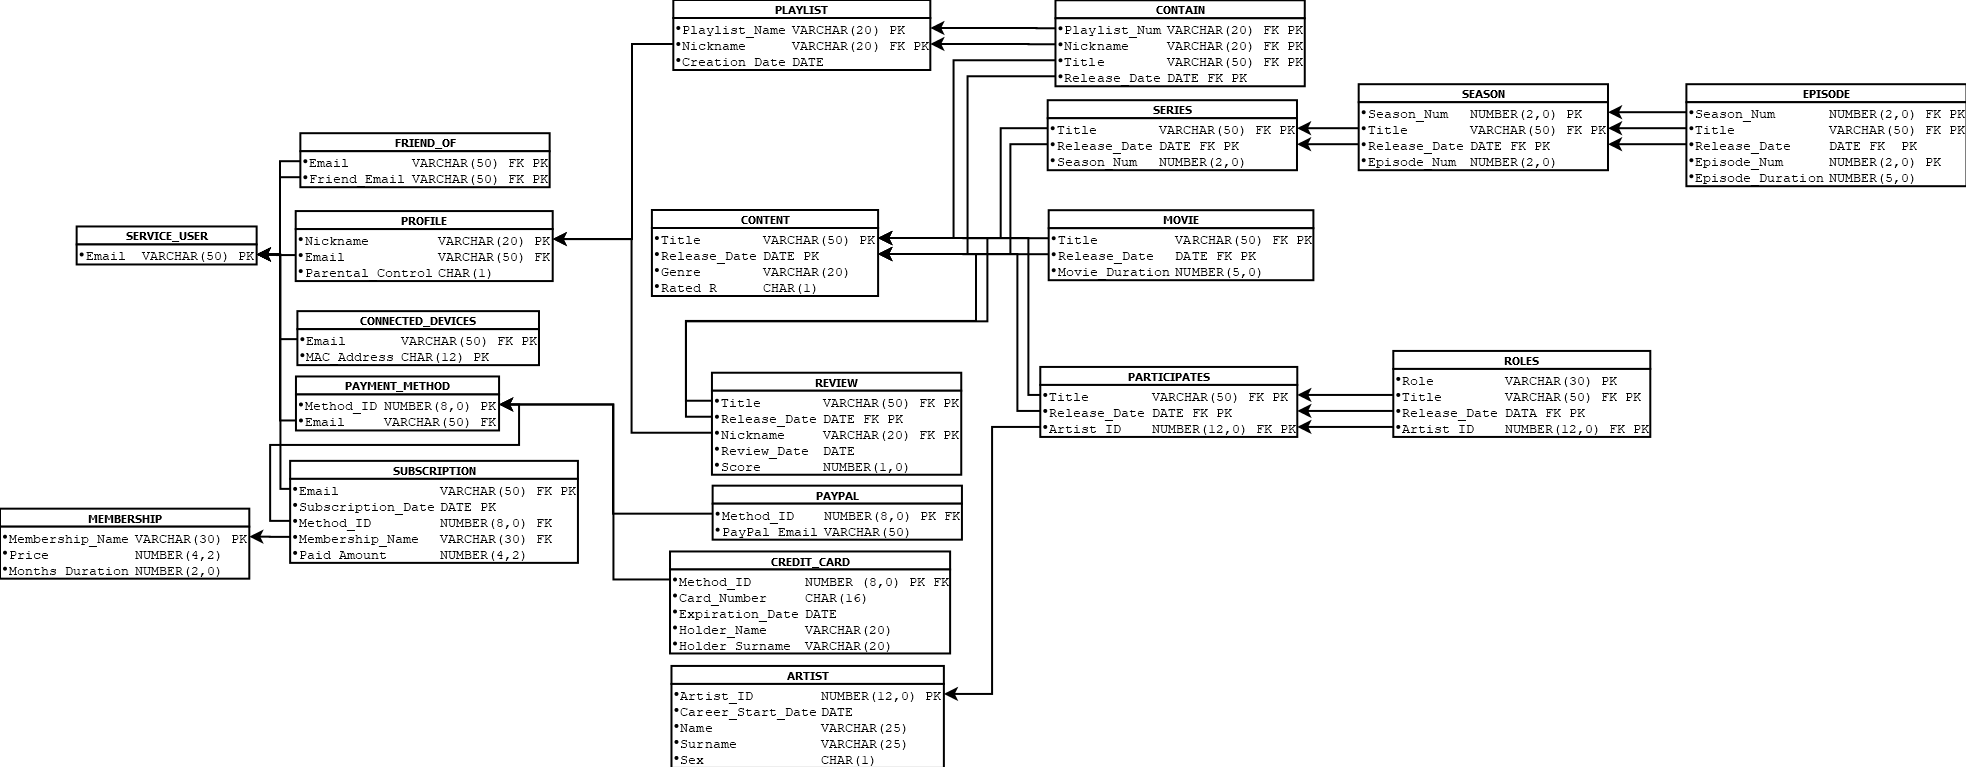 PLAYLIST
Playlist_Name VARCHAR(20) PK
Nickname VARCHAR(20) FK PK
Creation_Date DATE
CONTAIN
Playlist_Num VARCHAR(20) FK PK
Nickname VARCHAR(20) FK PK
Title VARCHAR(50) FK PK
Release_Date DATE FK PK
SERIES
Title VARCHAR(50) FK PK
Release_Date DATE FK PK
Season_Num NUMBER(2,0)
SEASON
Season_Num NUMBER(2,0) PK
Title VARCHAR(50) FK PK
Release_Date DATE FK PK
Episode_Num NUMBER(2,0)
EPISODE
Season_Num NUMBER(2,0) FK PK
Title VARCHAR(50) FK PK
Release_Date DATE FK PK
Episode_Num NUMBER(2,0) PK
Episode_Duration NUMBER(5,0)
FRIEND_OF
Email VARCHAR(50) FK PK
Friend_Email VARCHAR(50) FK PK
SERVICE_USER
Email VARCHAR(50) PK
PROFILE
Nickname VARCHAR(20) PK
Email VARCHAR(50) FK
Parental_Control CHAR(1)
CONTENT
Title VARCHAR(50) PK
Release_Date DATE PK
Genre VARCHAR(20)
Rated_R CHAR(1)
MOVIE
Title VARCHAR(50) FK PK
Release_Date DATE FK PK
Movie_Duration NUMBER(5,0)
CONNECTED_DEVICES
Email VARCHAR(50) FK PK
MAC_Address CHAR(12) PK
PAYMENT_METHOD
Method_ID NUMBER(8,0) PK
Email VARCHAR(50) FK
REVIEW
Title VARCHAR(50) FK PK
Release_Date DATE FK PK
Nickname VARCHAR(20) FK PK
Review_Date DATE
Score NUMBER(1,0)
PARTICIPATES
Title VARCHAR(50) FK PK
Release_Date DATE FK PK
Artist_ID NUMBER(12,0) FK PK
ROLES
Role VARCHAR(30) PK
Title VARCHAR(50) FK PK
Release_Date DATA FK PK
Artist_ID NUMBER(12,0) FK PK
SUBSCRIPTION
Email VARCHAR(50) FK PK
Subscription_Date DATE PK
Method_ID NUMBER(8,0) FK
Membership_Name VARCHAR(30) FK
Paid_Amount NUMBER(4,2)
MEMBERSHIP
Membership_Name VARCHAR(30) PK
Price NUMBER(4,2)
Months_Duration NUMBER(2,0)
PAYPAL
Method_ID NUMBER(8,0) PK FK
PayPal_Email VARCHAR(50)
CREDIT_CARD
Method_ID NUMBER (8,0) PK FK
Card_Number CHAR(16)
Expiration_Date DATE
Holder_Name VARCHAR(20)
Holder_Surname VARCHAR(20)
ARTIST
Artist_ID NUMBER(12,0) PK
Career_Start_Date DATE
Name VARCHAR(25)
Surname VARCHAR(25)
Sex CHAR(1)